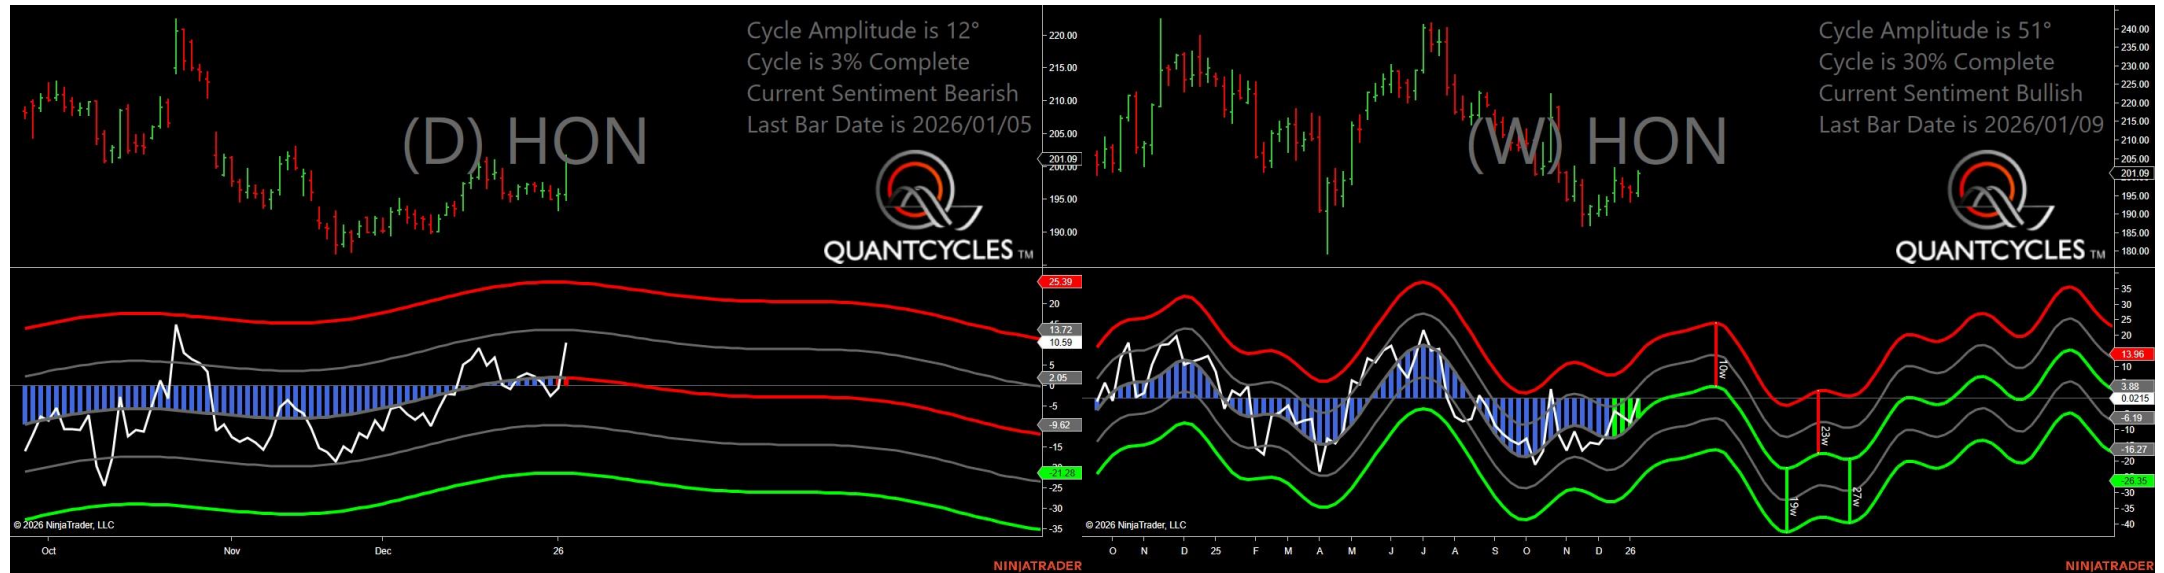 Cycle Amplitude is 12°
Cycle is 3% Complete
Current Sentiment Bearish
Last Bar Date is 2026/01/05
(D) HON
QUANTCYCLES TM
220.00
215.00
210.00
205.00
201.09
200.00
195.00
190.00
25.39
20
13.72
10.59
5
2.05
0
-5
-9.62
-15
-21.28
-25
-30
-35
© 2026 NinjaTrader, LLC
Oct
Nov
Dec
26
NINJATRADER
Cycle Amplitude is 51°
Cycle is 30% Complete
Current Sentiment Bullish
Last Bar Date is 2026/01/09
(W) HON
QUANTCYCLES TM
240.00
235.00
230.00
225.00
220.00
215.00
210.00
205.00
201.09
195.00
190.00
185.00
180.00
35
30
25
20
13.96
10
3.88
0.0215
-6.19
-10
-16.27
-20
-26.35
-30
-35
-40
10w
23w
19w
27w
© 2026 NinjaTrader, LLC
O N D 25 F M A M J J A S O N D 26
NINJATRADER